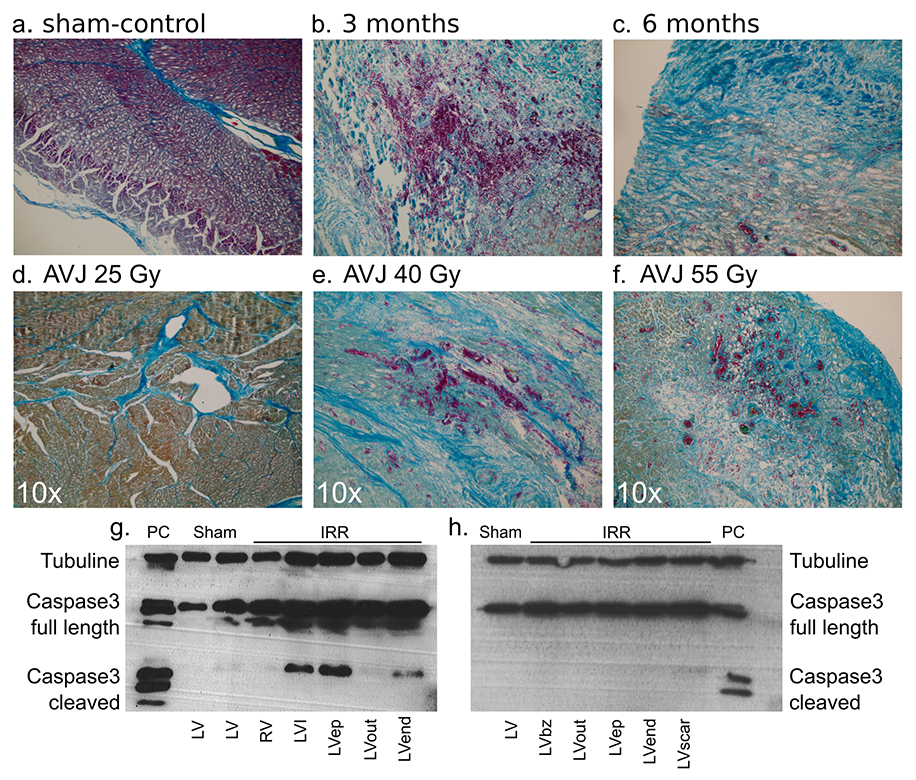 a. sham-control
b. 3 months
c. 6 months
d. AVJ 25 Gy
e. AVJ 40 Gy
f. AVJ 55 Gy
10x
10x
10x
g.
PC
Sham
IRR
Tubuline
Caspase3
full length
Caspase3
cleaved
LV
LV
RV
LVI
LVep
LVout
LVend
h.
Sham
IRR
PC
Tubuline
Caspase3
full length
Caspase3
cleaved
LV
LVbz
LVout
LVep
LVend
LVscar